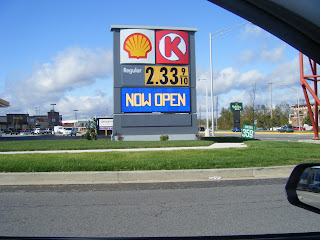 K
Regular 2.33 9/10
NOW OPEN